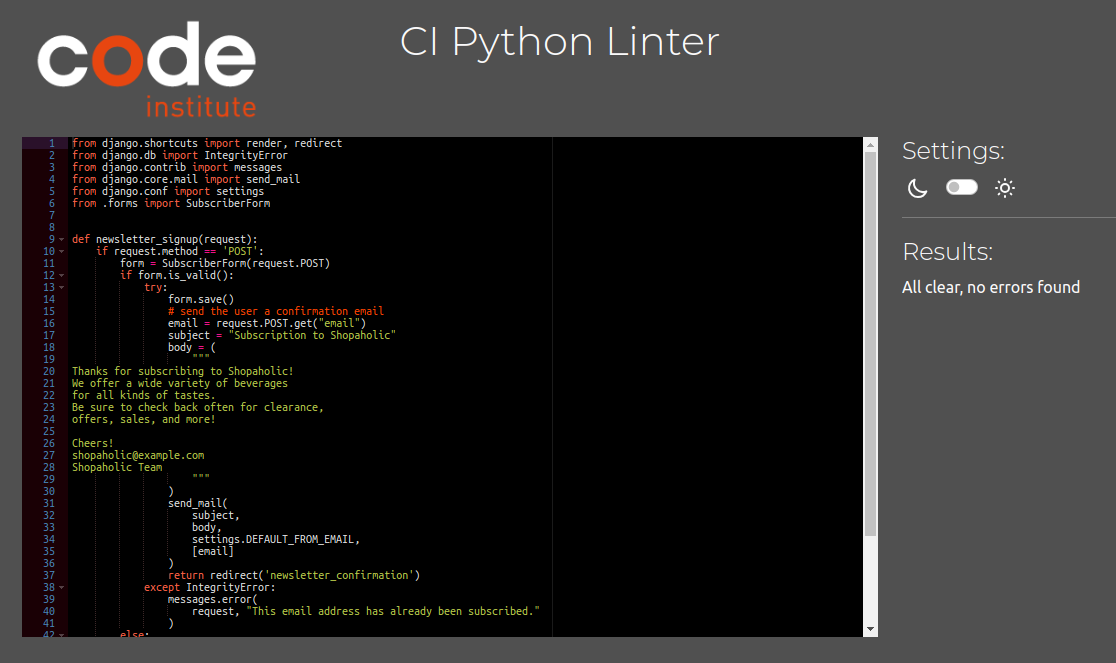 code
institute
CI Python Linter
1 from django.shortcuts import render, redirect
2 from django.db import IntegrityError
3 from django.contrib import messages
4 from django.core.mail import send_mail
5 from django.conf import settings
6 from .forms import SubscriberForm
7
8
9 def newsletter_signup(request):
10     if request.method == 'POST':
11         form = SubscriberForm(request.POST)
12         if form.is_valid():
13             try:
14                 form.save()
15                 # send the user a confirmation email
16                 email = request.POST.get("email")
17                 subject = "Subscription to Shopaholic"
18                 body = (
19                     """
20 Thanks for subscribing to Shopaholic!
21 We offer a wide variety of beverages
22 for all kinds of tastes.
23 Be sure to check back often for clearance,
24 offers, sales, and more!
25
26 Cheers!
27 shopaholic@example.com
28 Shopaholic Team
29                     """
30                 )
31                 send_mail(
32                     subject,
33                     body,
34                     settings.DEFAULT_FROM_EMAIL,
35                     [email]
36                 )
37                 return redirect('newsletter_confirmation')
38             except IntegrityError:
39                 messages.error(
40                     request, "This email address has already been subscribed."
41                 )
42         else:
Settings:
Results:
All clear, no errors found